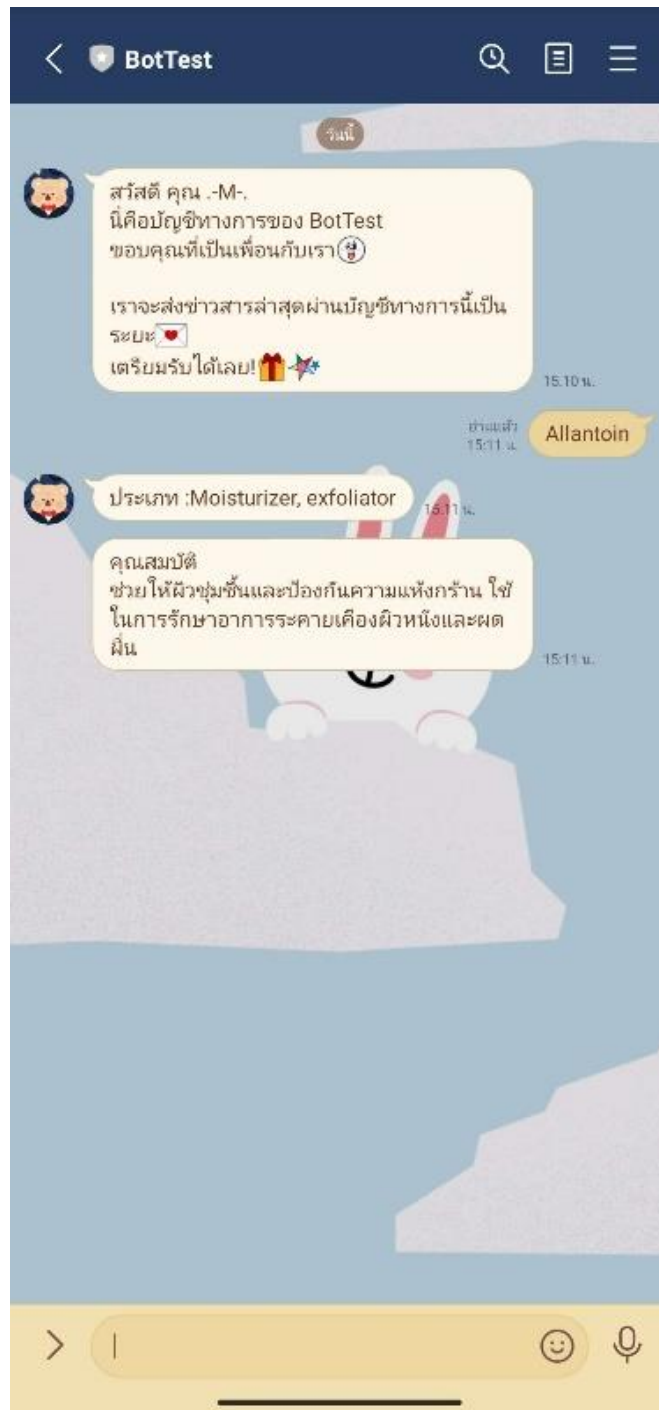 BotTest
วันนี้
สวัสดี คุณ .-M-.
นี่คือบัญชีทางการของ BotTest
ขอบคุณที่เป็นเพื่อนกับเรา
เราจะส่งข่าวสารล่าสุดผ่านบัญชีทางการนี้เป็น
ระยะ
เตรียมรับได้เลย!
15.10 น.
อ่านแล้ว
15:11 น.
Allantoin
ประเภท :Moisturizer, exfoliator
15.11 น.
คุณสมบัติ
ช่วยให้ผิวชุ่มชื้นและป้องกันความแห้งกร้าน ใช้
ในการรักษาอาการระคายเคืองผิวหนังและผด
ผื่น
15:11 น.